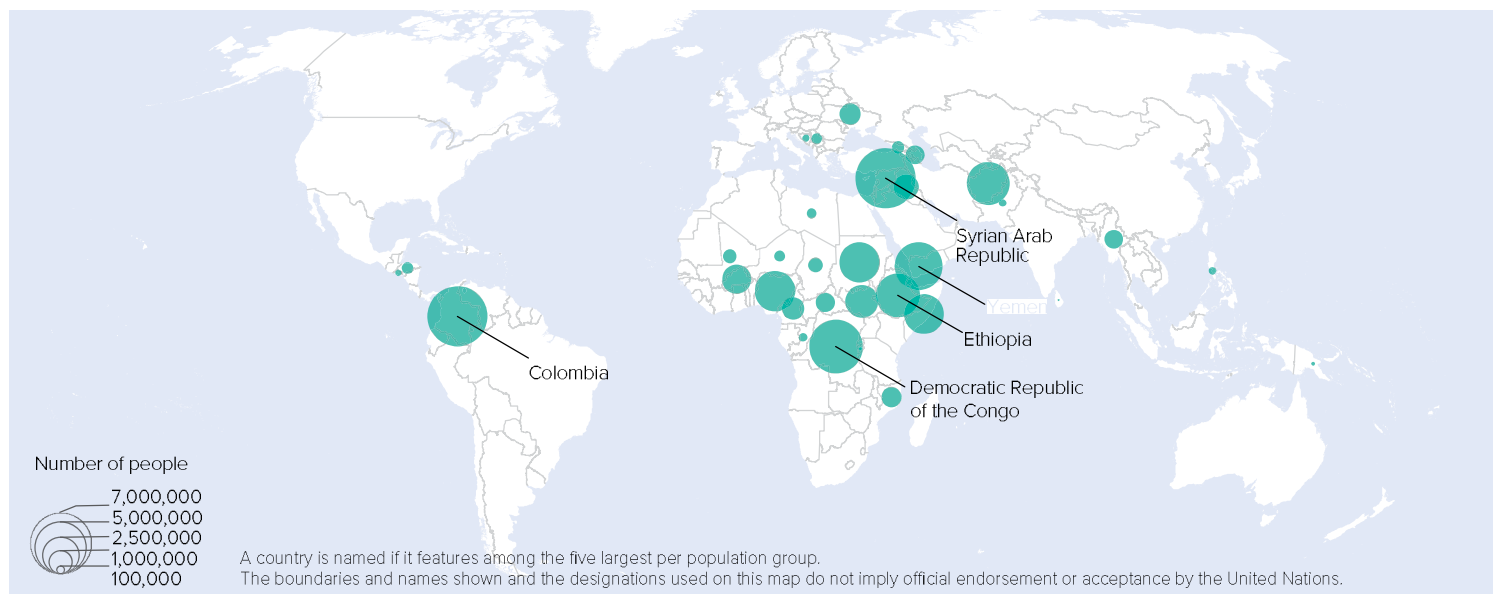 Syrian Arab
Republic
Yemen
Ethiopia
Colombia
Democratic Republic
of the Congo
Number of people
7,000,000
5,000,000
2,500,000
1,000,000
100,000
A country is named if it features among the five largest per population group.
The boundaries and names shown and the designations used on this map do not imply official endorsement or acceptance by the United Nations.